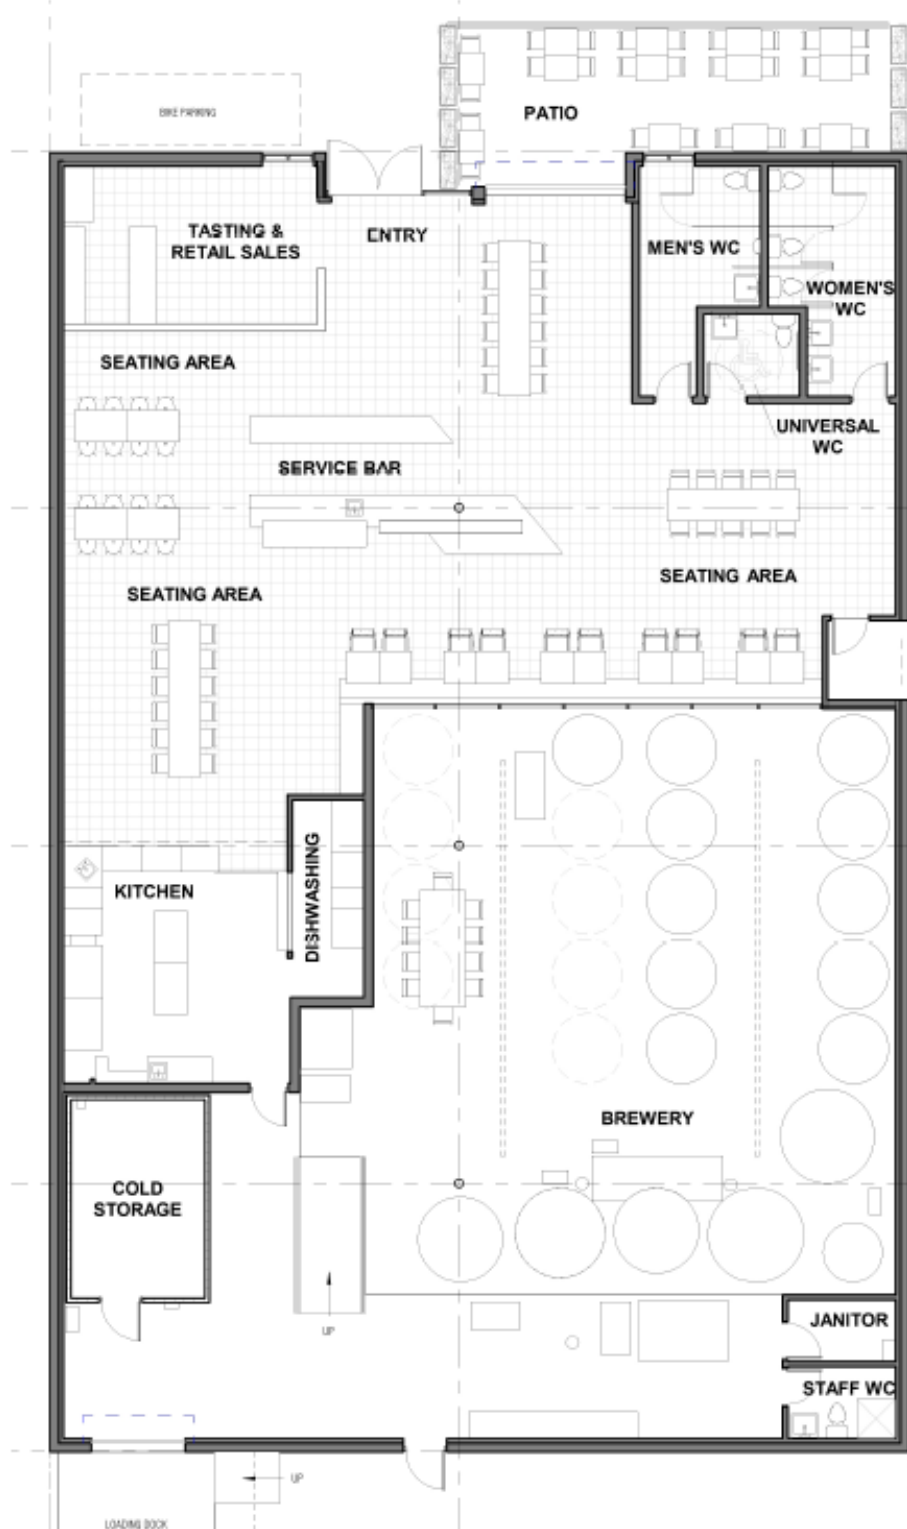 BIKE PARKING
PATIO
TASTING &
RETAIL SALES
ENTRY
MEN'S WC
WOMEN'S
WC
SEATING AREA
UNIVERSAL
WC
SERVICE BAR
SEATING AREA
SEATING AREA
KITCHEN
DISHWASHING
BREWERY
COLD
STORAGE
UP
JANITOR
STAFF WC
UP
LOADING DOCK